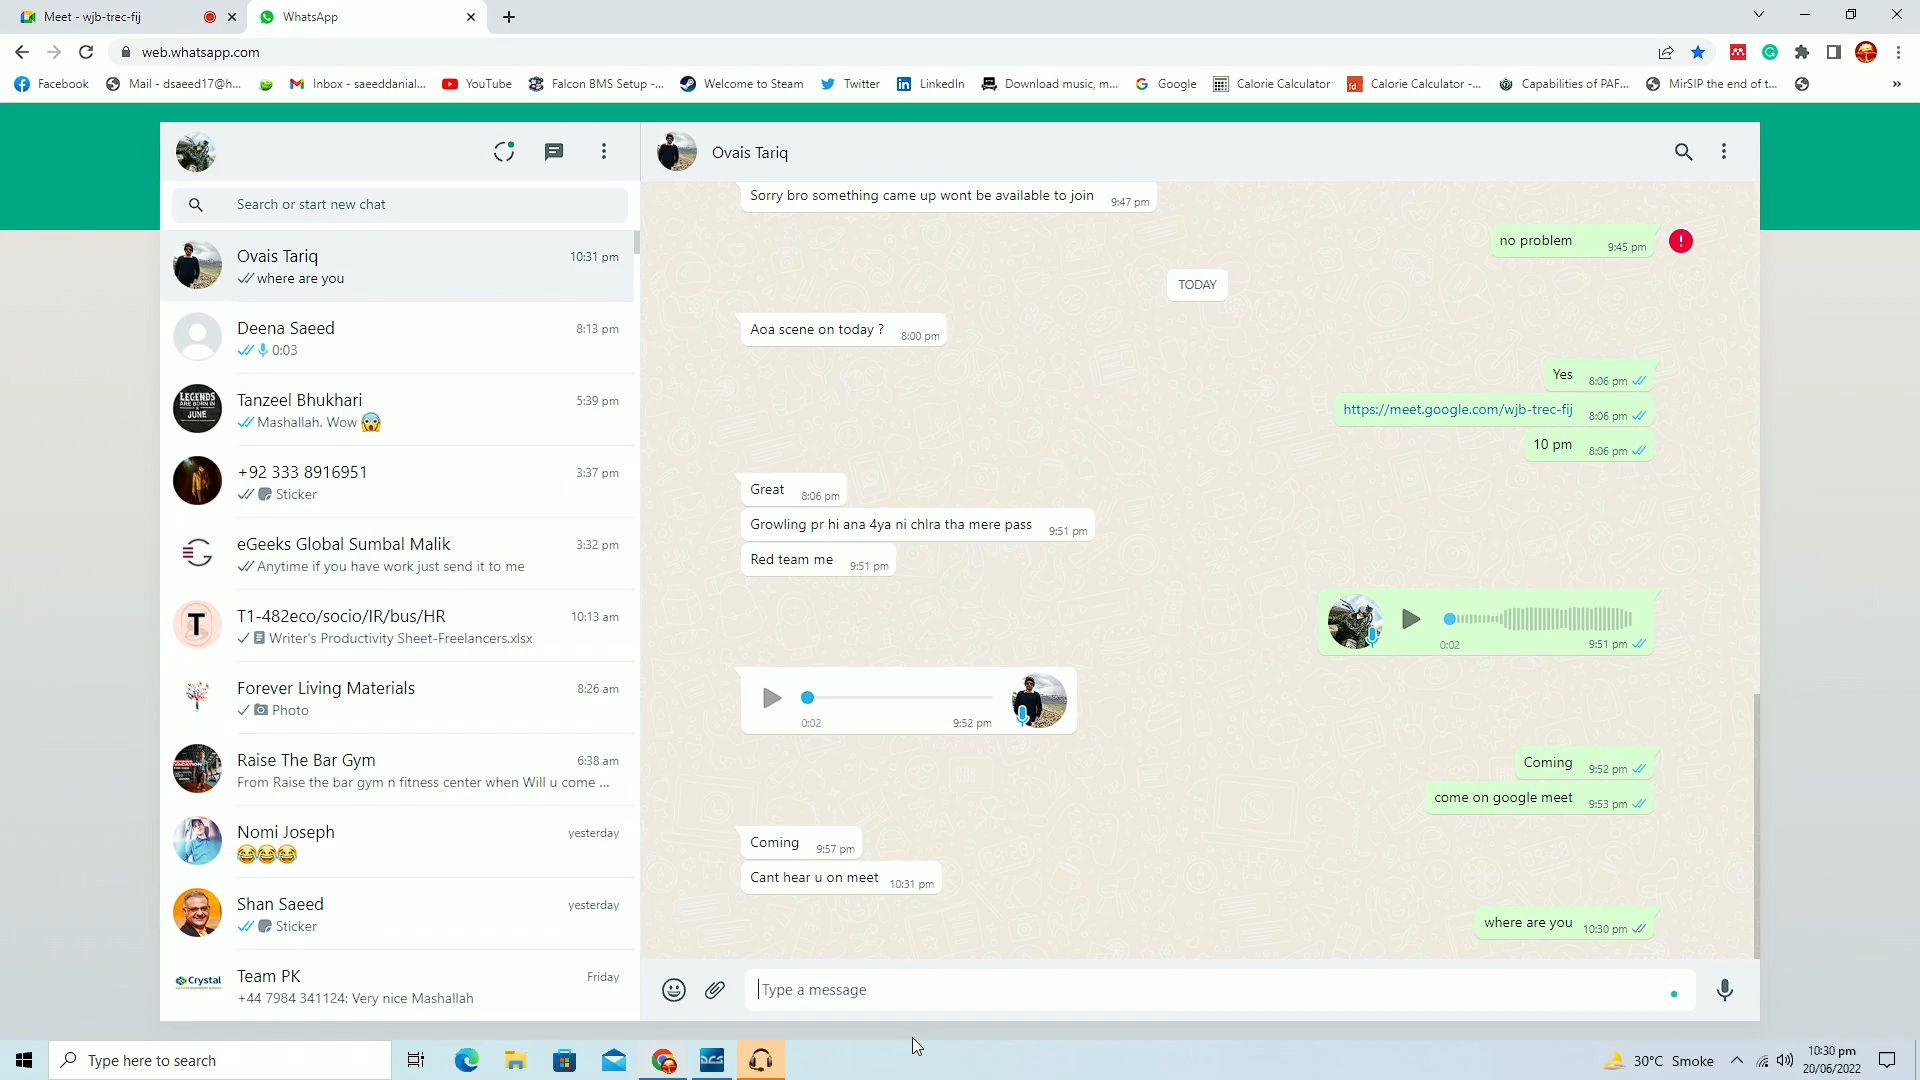 Meet - wjb-trec-fij
WhatsApp
web.whatsapp.com
Facebook
Mail - dsaeed17@h...
Inbox - saeeddanial...
YouTube
Falcon BMS Setup -...
Welcome to Steam
Twitter
LinkedIn
Download music, m...
Google
Calorie Calculator
Calorie Calculator -...
Capabilities of PAF...
MirSIP the end of t...
»
Ovais Tariq
Search or start new chat
Ovais Tariq 10:31 pm
where are you
Deena Saeed 8:13 pm
0:03
LEGENDS
ARE BORN IN
JUNE
Tanzeel Bhukhari 5:39 pm
Mashallah. Wow 😱
+92 333 8916951 3:37 pm
Sticker
eGeeks Global Sumbal Malik 3:32 pm
Anytime if you have work just send it to me
T
T1-482eco/socio/IR/bus/HR 10:13 am
Writer's Productivity Sheet-Freelancers.xlsx
Forever Living Materials 8:26 am
Photo
Raise The Bar Gym 6:38 am
From Raise the bar gym n fitness center when Will u come ...
Nomi Joseph yesterday
😂😂😂
Shan Saeed yesterday
Sticker
Crystal
Team PK Friday
+44 7984 341124: Very nice Mashallah
Sorry bro something came up wont be available to join 9:47 pm
no problem 9:45 pm
TODAY
Aoa scene on today ? 8:00 pm
Yes 8:06 pm
https://meet.google.com/wjb-trec-fij 8:06 pm
10 pm 8:06 pm
Great 8:06 pm
Growling pr hi ana 4ya ni chlra tha mere pass 9:51 pm
Red team me 9:51 pm
0:02 9:51 pm
0:02 9:52 pm
Coming 9:52 pm
come on google meet 9:53 pm
Coming 9:57 pm
Cant hear u on meet 10:31 pm
where are you 10:30 pm
Type a message
Type here to search
DCS
30°C Smoke
10:30 pm
20/06/2022